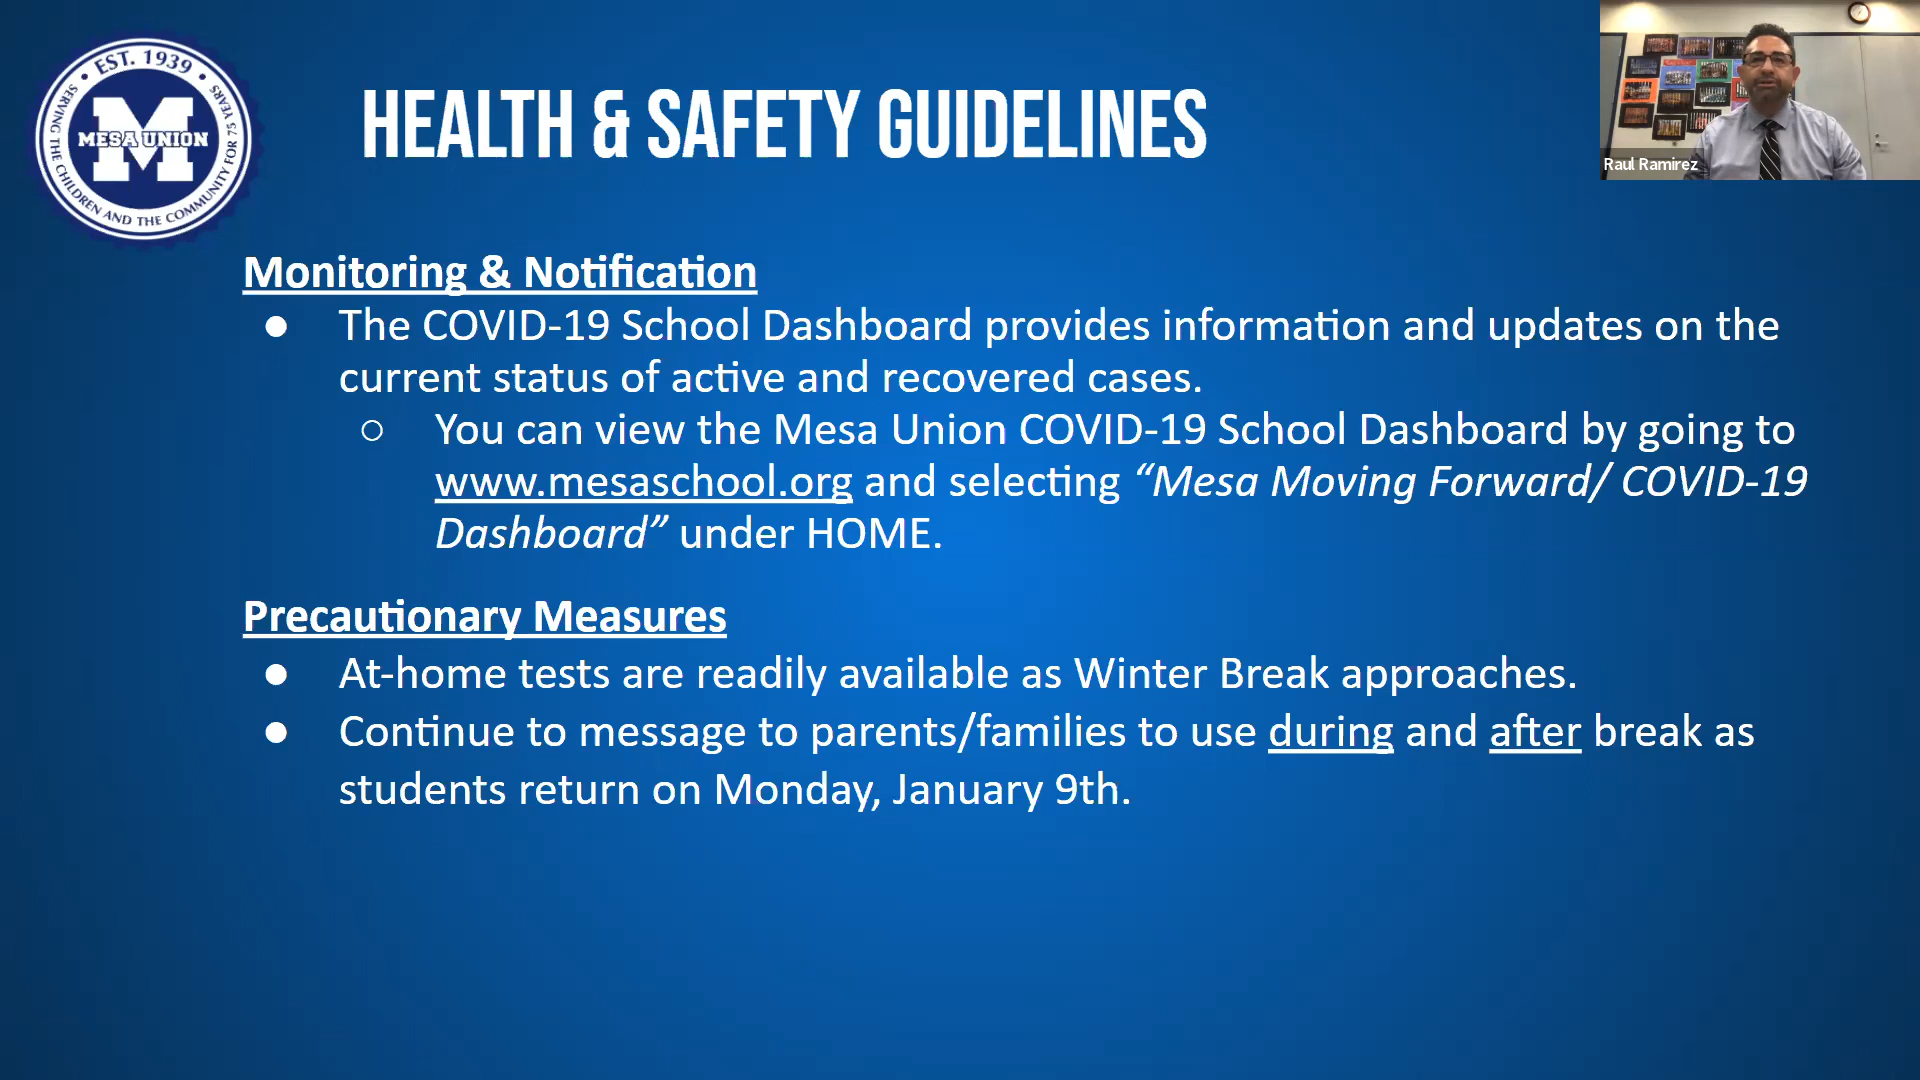 EST. 1939
MESA UNION
SERVING THE CHILDREN AND THE COMMUNITY FOR 75 YEARS
HEALTH & SAFETY GUIDELINES
Raul Ramirez
Monitoring & Notification
● The COVID-19 School Dashboard provides information and updates on the
current status of active and recovered cases.
○ You can view the Mesa Union COVID-19 School Dashboard by going to
www.mesaschool.org and selecting “Mesa Moving Forward/ COVID-19
Dashboard” under HOME.
Precautionary Measures
● At-home tests are readily available as Winter Break approaches.
● Continue to message to parents/families to use during and after break as
students return on Monday, January 9th.